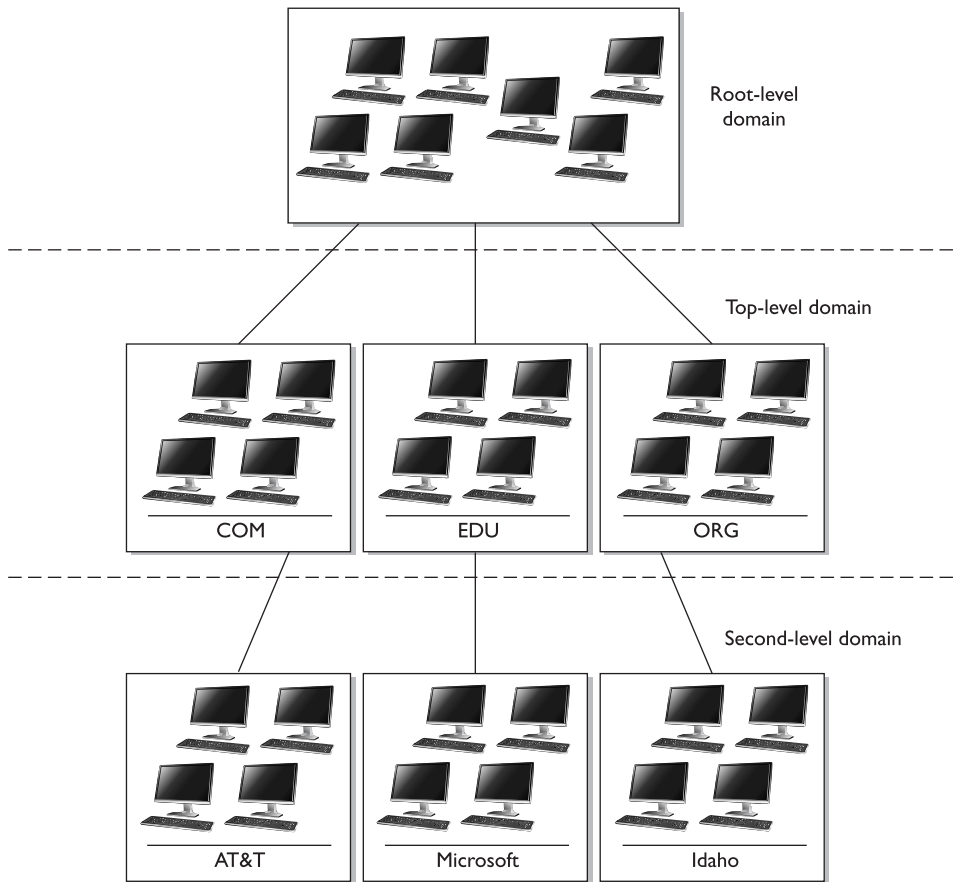 Root-level
domain
Top-level domain
COM
EDU
ORG
Second-level domain
AT&T
Microsoft
Idaho